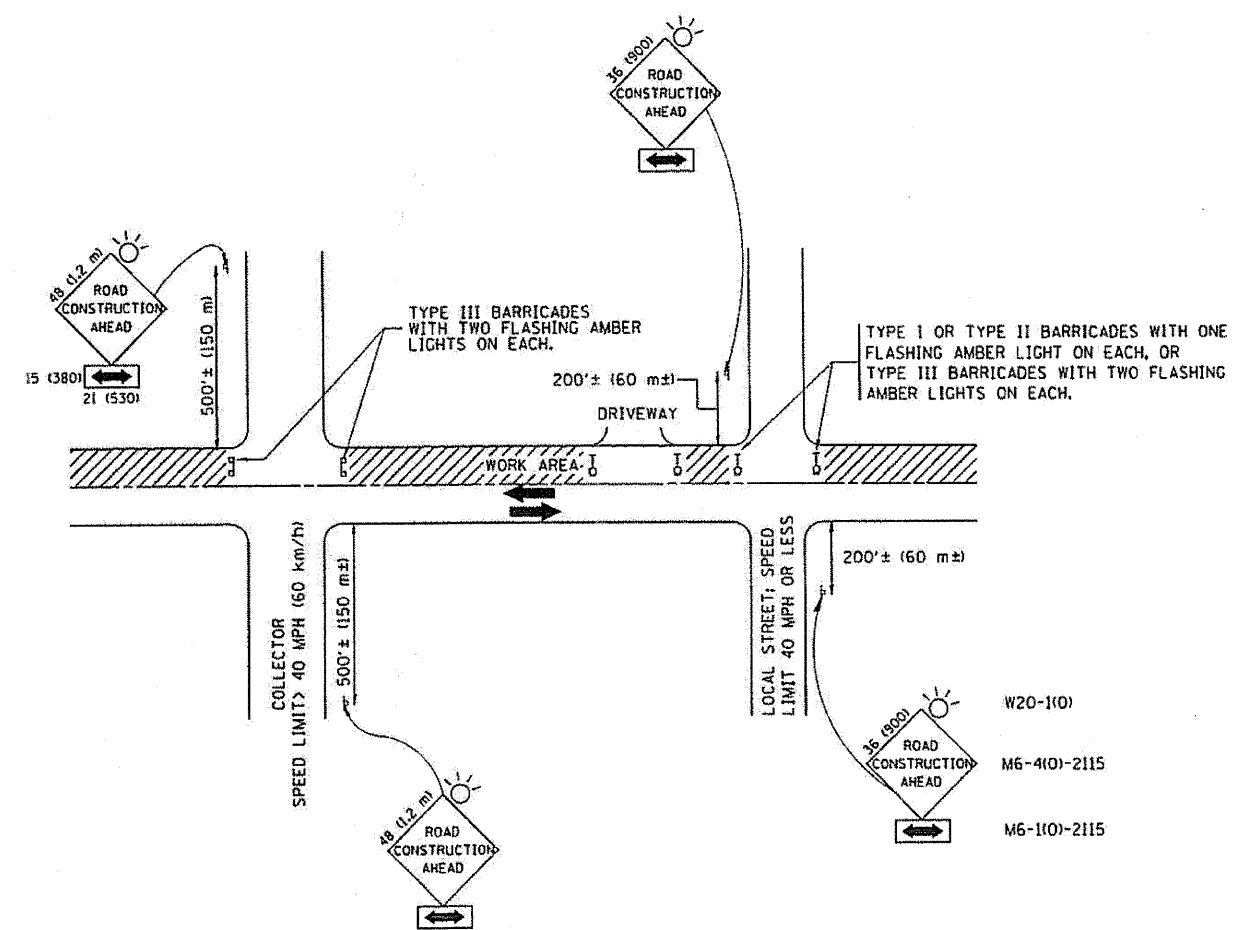 36 (900)
ROAD
CONSTRUCTION
AHEAD
48 (1.2 m)
ROAD
CONSTRUCTION
AHEAD
15 (380)
21 (530)
500'± (150 m)
TYPE III BARRICADES
WITH TWO FLASHING AMBER
LIGHTS ON EACH.
200'± (60 m±)
DRIVEWAY
TYPE I OR TYPE II BARRICADES WITH ONE
FLASHING AMBER LIGHT ON EACH, OR
TYPE III BARRICADES WITH TWO FLASHING
AMBER LIGHTS ON EACH.
WORK AREA
COLLECTOR
SPEED LIMIT> 40 MPH (60 km/h)
500'± (150 m±)
LOCAL STREET; SPEED
LIMIT 40 MPH OR LESS
200'± (60 m±)
36 (900)
ROAD
CONSTRUCTION
AHEAD
W20-1(O)
M6-4(O)-2115
M6-1(O)-2115
48 (1.2 m)
ROAD
CONSTRUCTION
AHEAD